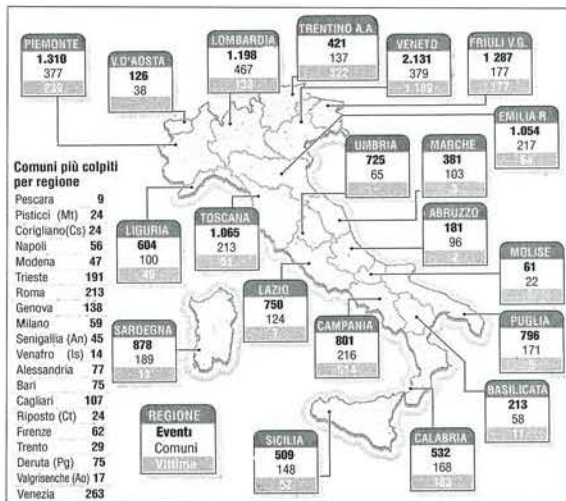 PIEMONTE
1.310
377
V.D'AOSTA
126
38
LOMBARDIA
1.198
467
TRENTINO A.A.
421
137
VENETO
2.131
379
FRIULI V.G.
1 287
177
EMILIA R
1.054
217
UMBRIA
725
65
MARCHE
381
103
ABRUZZO
181
96
MOLISE
61
22
LIGURIA
604
100
TOSCANA
1.065
213
LAZIO
750
124
CAMPANIA
801
216
PUGLIA
796
171
BASILICATA
213
58
SARDEGNA
878
189
SICILIA
509
148
CALABRIA
532
168
Comuni più colpiti
per regione
Pescara 9
Pisticci (Mt) 24
Corigliano(Cs) 24
Napoli 56
Modena 47
Trieste 191
Roma 213
Genova 138
Milano 59
Senigallia (An) 45
Venafro (Is) 14
Alessandria 77
Bari 75
Cagliari 107
Riposto (Ct) 24
Firenze 62
Trento 29
Deruta (Pg) 75
Valgrisenche (Ao) 17
Venezia 263
REGIONE
Eventi
Comuni
Vittime